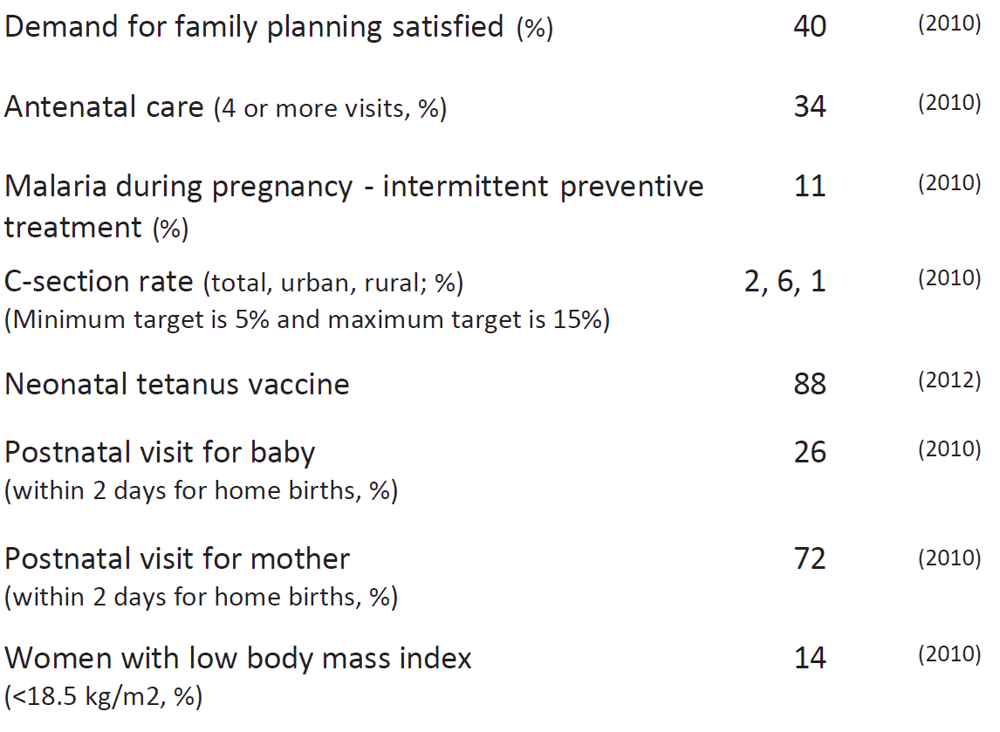 Demand for family planning satisfied (%) 40 (2010)
Antenatal care (4 or more visits, %) 34 (2010)
Malaria during pregnancy - intermittent preventive 11 (2010)
treatment (%)
C-section rate (total, urban, rural; %) 2, 6, 1 (2010)
(Minimum target is 5% and maximum target is 15%)
Neonatal tetanus vaccine 88 (2012)
Postnatal visit for baby 26 (2010)
(within 2 days for home births, %)
Postnatal visit for mother 72 (2010)
(within 2 days for home births, %)
Women with low body mass index 14 (2010)
(<18.5 kg/m2, %)